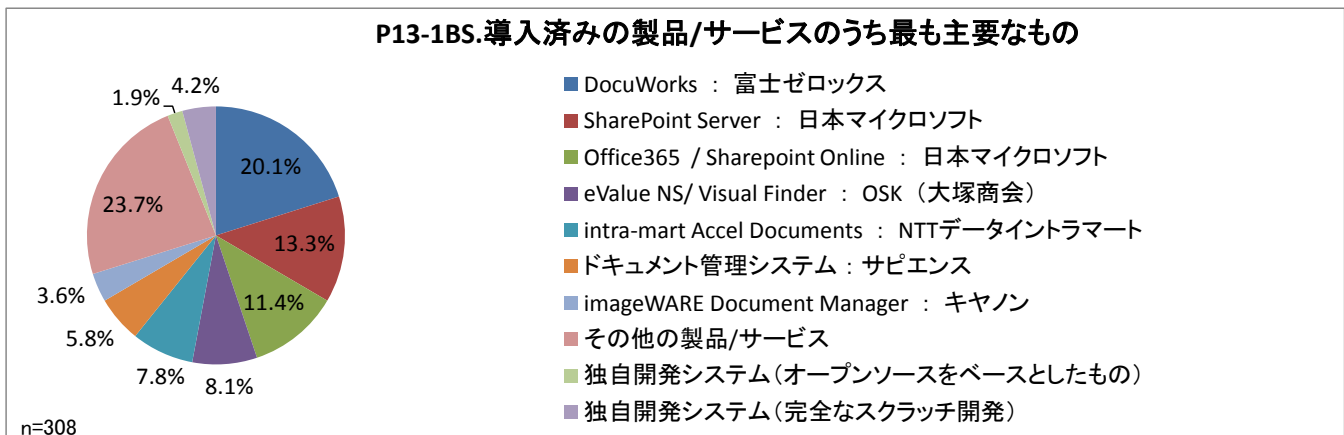 P13-1BS.導入済みの製品/サービスのうち最も主要なもの
DocuWorks ： 富士ゼロックス
SharePoint Server ： 日本マイクロソフト
Office365 / Sharepoint Online ： 日本マイクロソフト
eValue NS/ Visual Finder ： OSK （大塚商会）
intra-mart Accel Documents ： NTTデータイントラマート
ドキュメント管理システム ： サピエンス
imageWARE Document Manager ： キヤノン
その他の製品/サービス
独自開発システム（オープンソースをベースとしたもの）
独自開発システム（完全なスクラッチ開発）
20.1%
13.3%
11.4%
8.1%
7.8%
5.8%
3.6%
23.7%
1.9%
4.2%
n=308